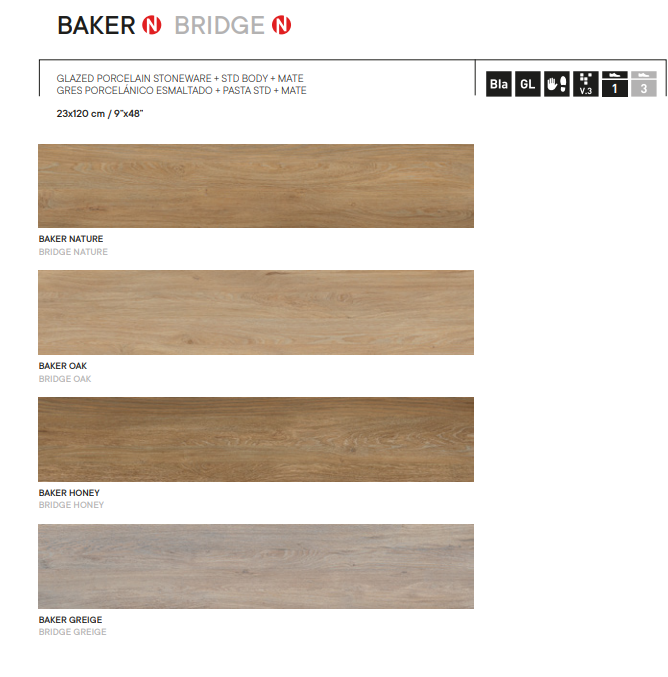 BAKER N BRIDGE N
GLAZED PORCELAIN STONEWARE + STD BODY + MATE
GRES PORCELÁNICO ESMALTADO + PASTA STD + MATE
BIa GL V.3 1 3
23x120 cm / 9"x48"
BAKER NATURE
BRIDGE NATURE
BAKER OAK
BRIDGE OAK
BAKER HONEY
BRIDGE HONEY
BAKER GREIGE
BRIDGE GREIGE